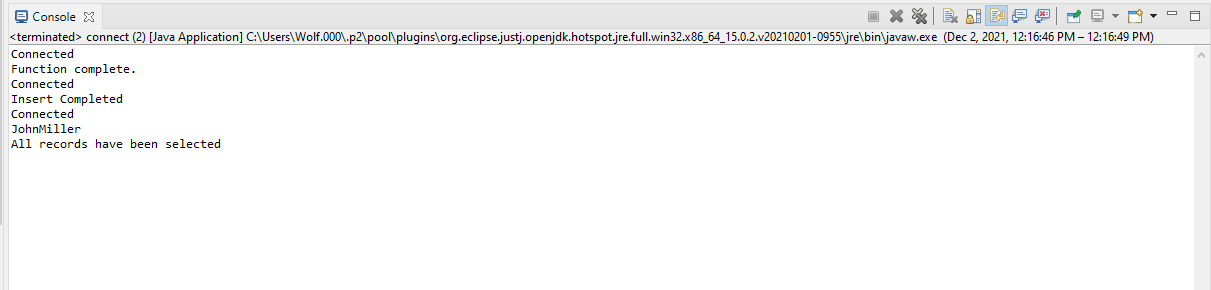 Console
<terminated> connect (2) [Java Application] C:\Users\Wolf.000\.p2\pool\plugins\org.eclipse.justj.openjdk.hotspot.jre.full.win32.x86_64_15.0.2.v20210201-0955\jre\bin\javaw.exe (Dec 2, 2021, 12:16:46 PM – 12:16:49 PM)
Connected
Function complete.
Connected
Insert Completed
Connected
JohnMiller
All records have been selected